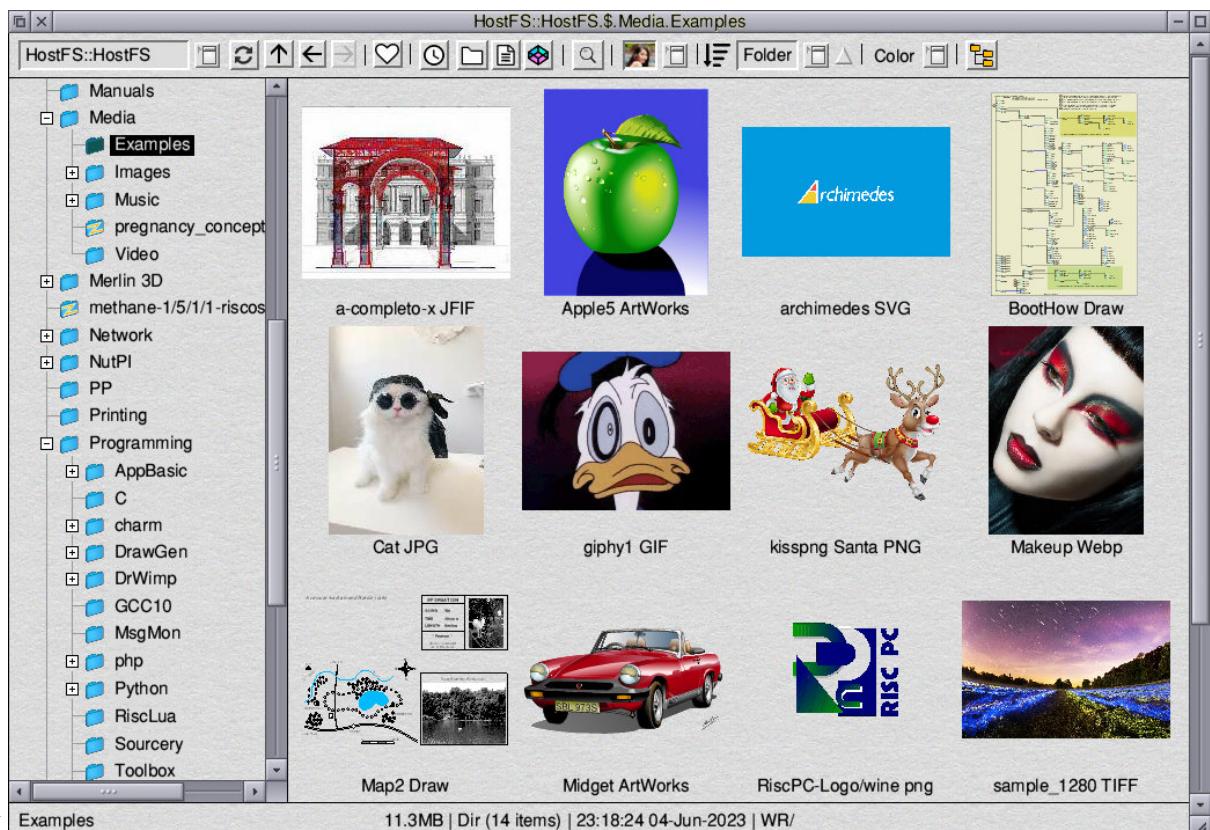 HostFS::HostFS.$.Media.Examples
HostFS::HostFS
Folder
Color
Manuals
Media
Examples
Images
Music
pregnancy_concept
Video
Merlin 3D
methane-1/5/1/1-riscos
Network
NutPI
PP
Printing
Programming
AppBasic
C
charm
DrawGen
DrWimp
GCC10
MsgMon
php
Python
RiscLua
Sourcery
Toolbox
Archimedes
a-completo-x JFIF
Apple5 ArtWorks
archimedes SVG
BootHow Draw
Cat JPG
giphy1 GIF
kisspng Santa PNG
Makeup Webp
INFORMATION
SBL 973S
RISC PC
Map2 Draw
Midget ArtWorks
RiscPC-Logo/wine png
sample_1280 TIFF
Examples
11.3MB | Dir (14 items) | 23:18:24 04-Jun-2023 | WR/